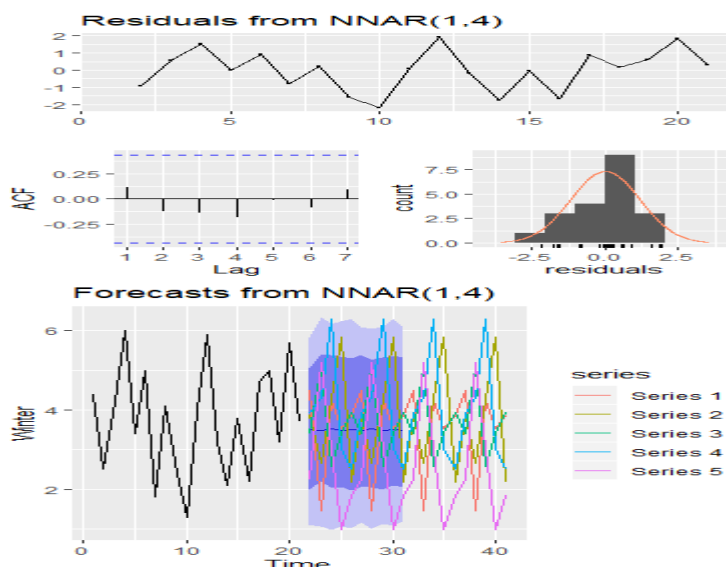 Residuals from NNAR(1,4)
2
1
0
-1
-2
0
5
10
15
20
ACF
0.25
0.00
-0.25
1 2 3 4 5 6 7
Lag
count
7.5
5.0
2.5
0.0
-2.5 0.0 2.5
residuals
Forecasts from NNAR(1,4)
Winter
6
4
2
0 10 20 30 40
Time
series
Series 1
Series 2
Series 3
Series 4
Series 5